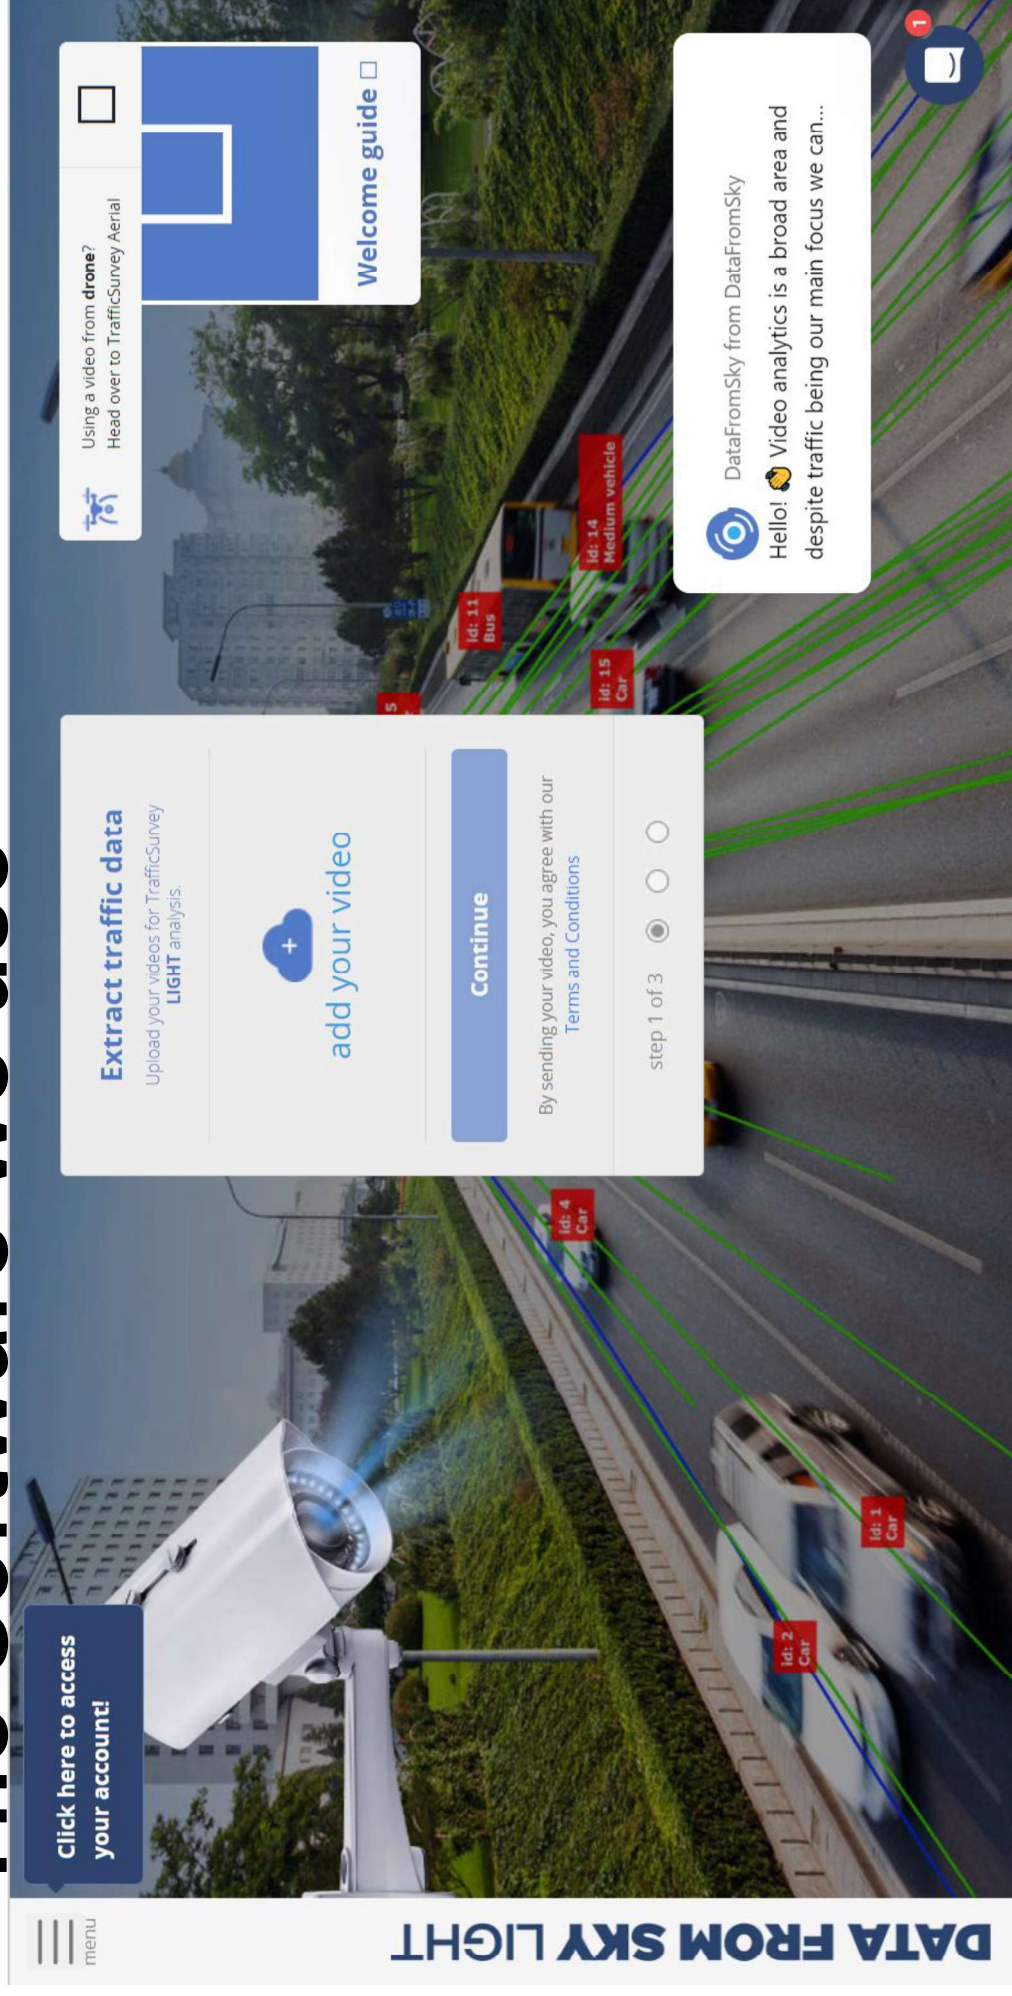 menu
DATA FROM SKY LIGHT
Click here to access
your account!
Extract traffic data
Upload your videos for TrafficSurvey
LIGHT analysis.
add your video
Continue
By sending your video, you agree with our
Terms and Conditions
step 1 of 3
Using a video from drone?
Head over to TrafficSurvey Aerial
Welcome guide
DataFromSky from DataFromSky
Hello! 👋 Video analytics is a broad area and
despite traffic being our main focus we can...
1
id: 2
Car
id: 1
Car
id: 4
Car
5
id: 11
Bus
id: 15
Car
id: 14
Medium vehicle